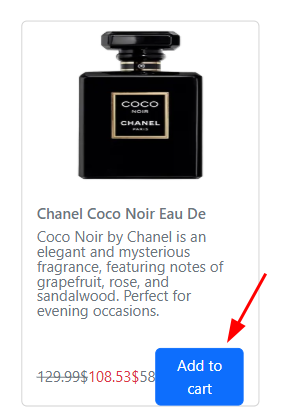 COCO
NOIR
CHANEL
PARIS
Chanel Coco Noir Eau De
Coco Noir by Chanel is an
elegant and mysterious
fragrance, featuring notes of
grapefruit, rose, and
sandalwood. Perfect for
evening occasions.
129.99$108.53$58
Add to
cart